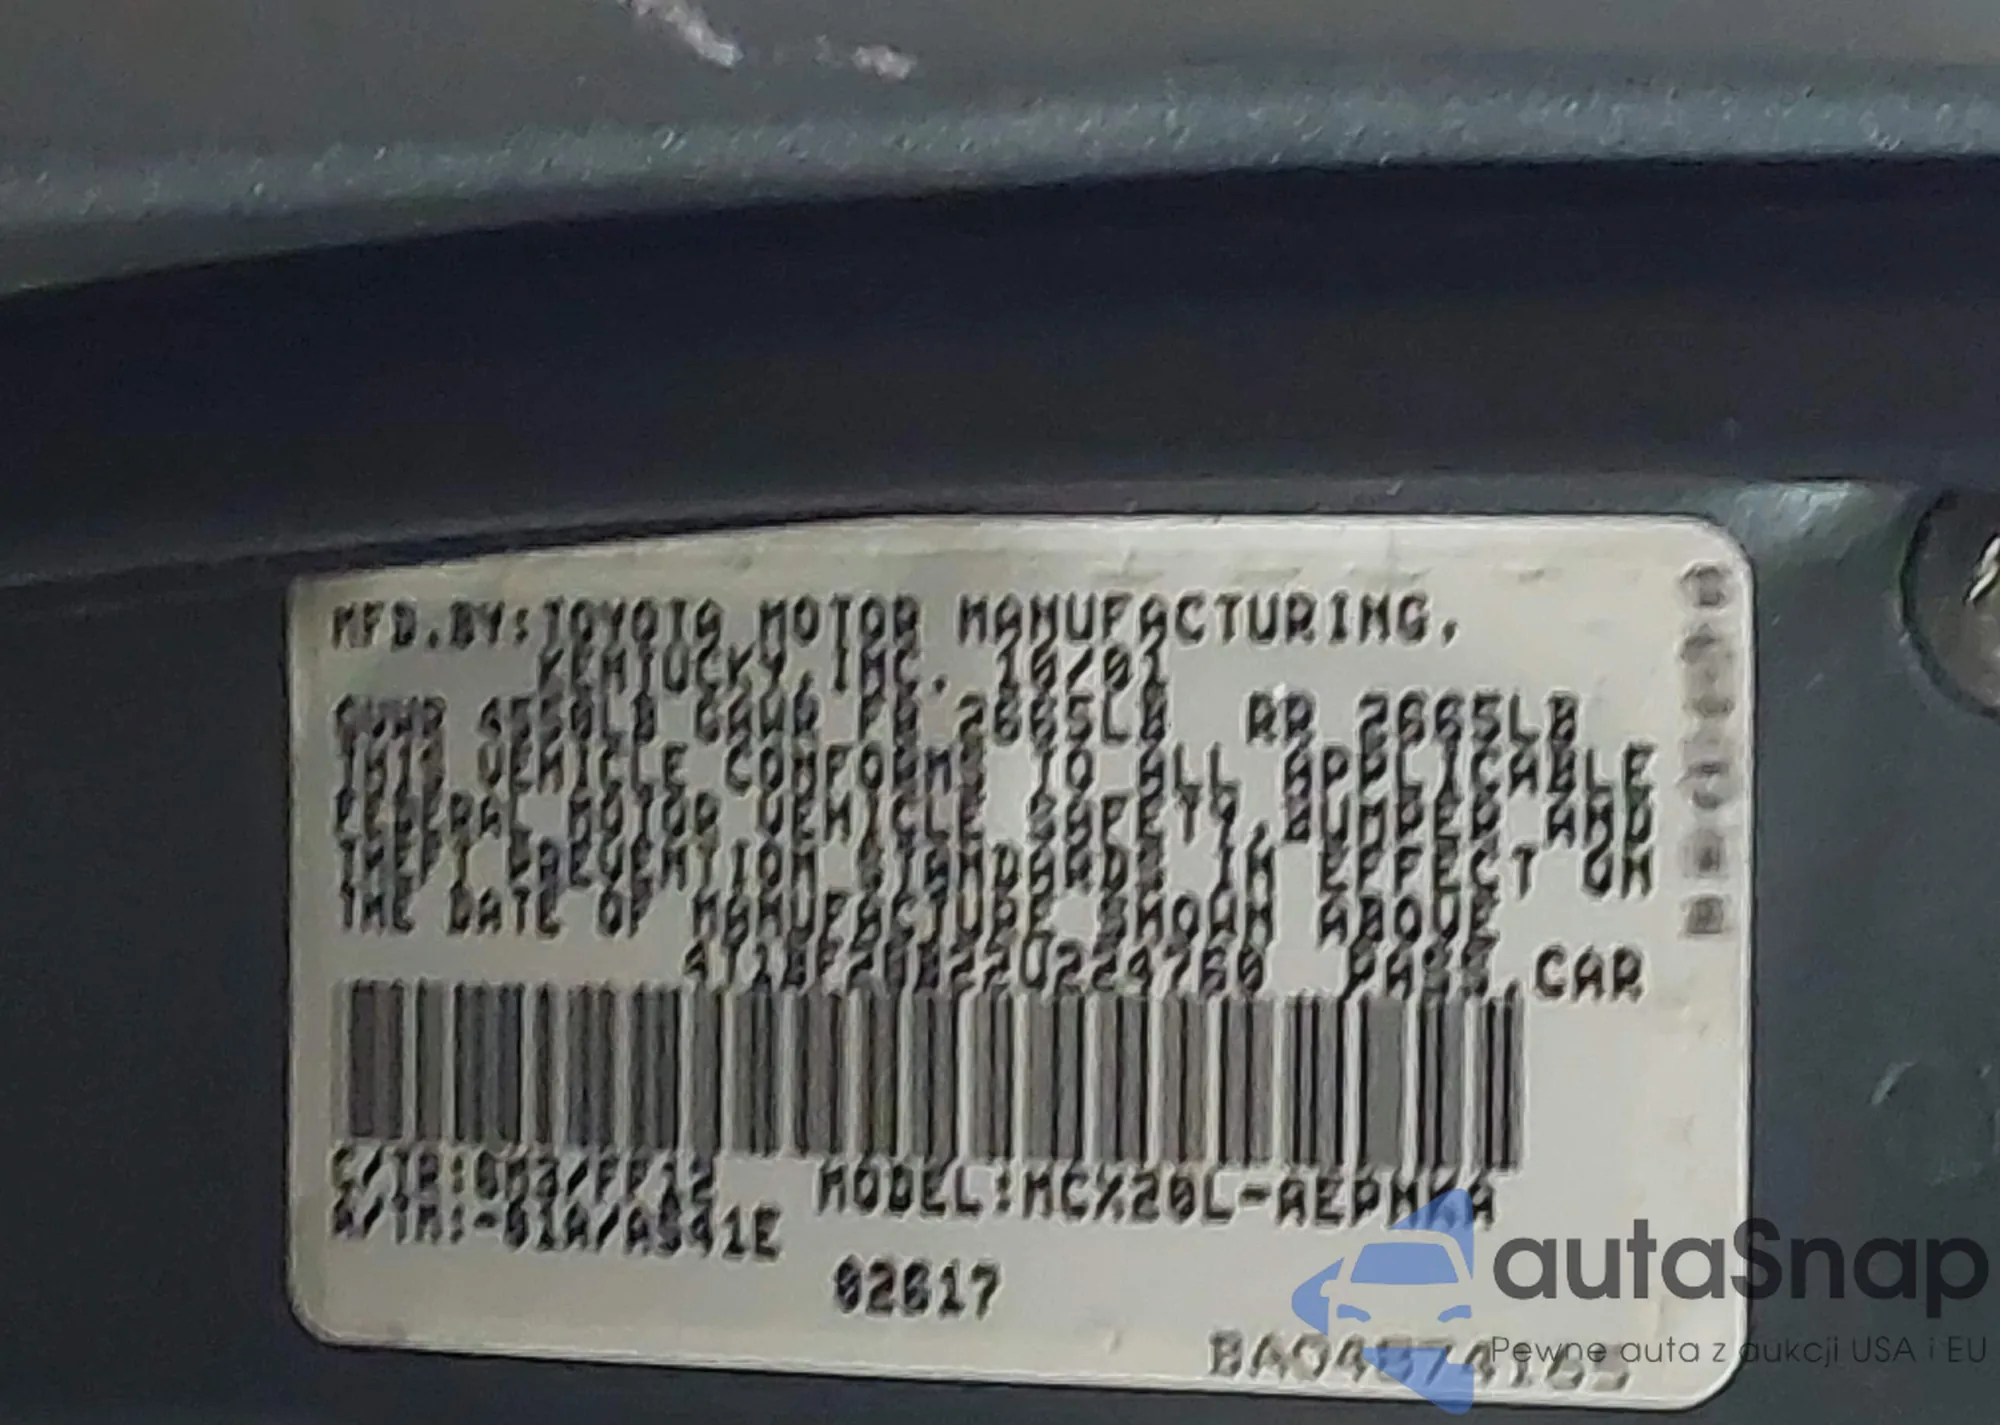 MFD.BY:TOYOTA MOTOR MANUFACTURING,
KENTUCKY,INC. 10/01
GVWR 4550LB GAWR FR 2665LB RR 2665LB
THIS VEHICLE CONFORMS TO ALL APPLICABLE
FEDERAL MOTOR VEHICLE SAFETY,BUMPER AND
THEFT PREVENTION STANDARDS IN EFFECT ON
THE DATE OF MANUFACTURE SHOWN ABOVE
PASS.CAR
MODEL:MCX20L-AEPNKA
02617
autaSnap
Pewne auta z aukcji USA i EU